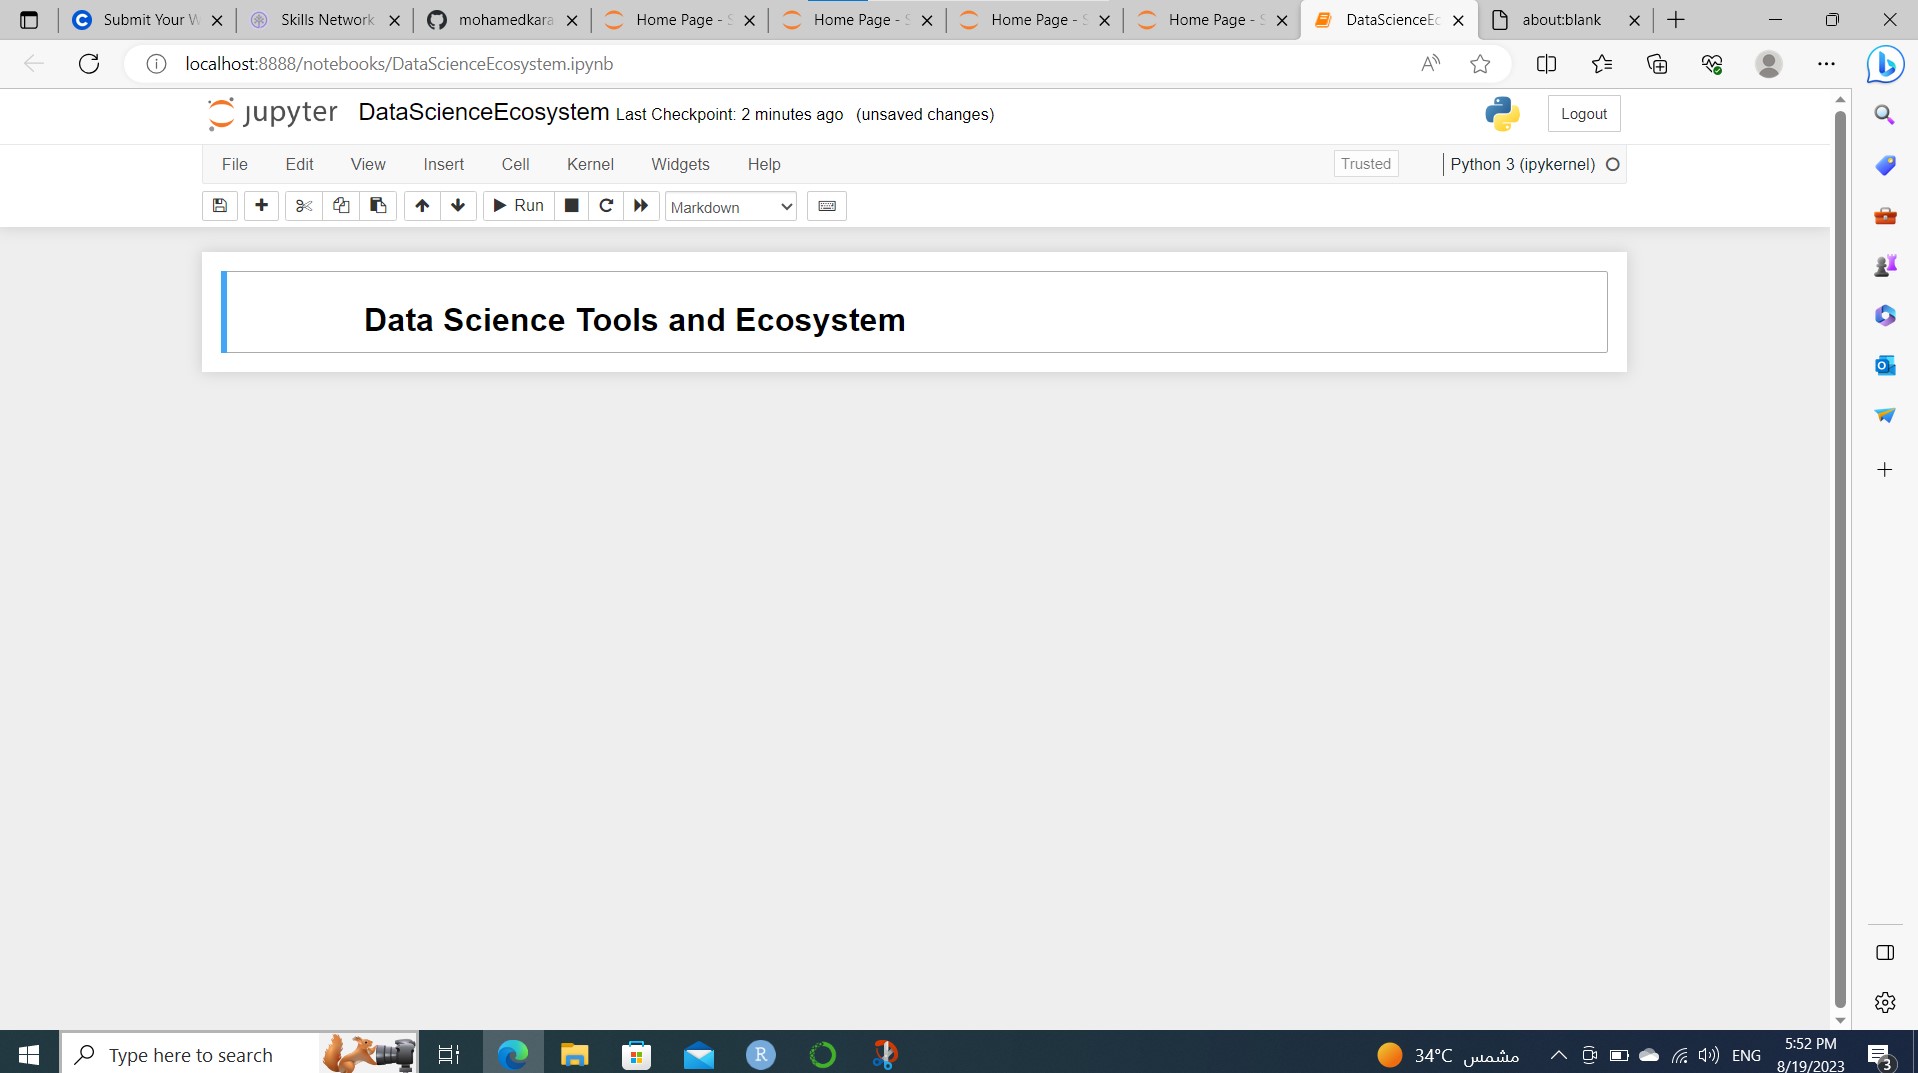 Submit Your W
Skills Network
mohamedkara
Home Page - S
Home Page - S
Home Page - S
Home Page - S
DataScienceEc
about:blank
localhost:8888/notebooks/DataScienceEcosystem.ipynb
jupyter DataScienceEcosystem Last Checkpoint: 2 minutes ago (unsaved changes)
Logout
File Edit View Insert Cell Kernel Widgets Help
Trusted
Python 3 (ipykernel)
Run
Markdown
Data Science Tools and Ecosystem
Type here to search
34°C مشمس
ENG
5:52 PM
8/19/2023
3